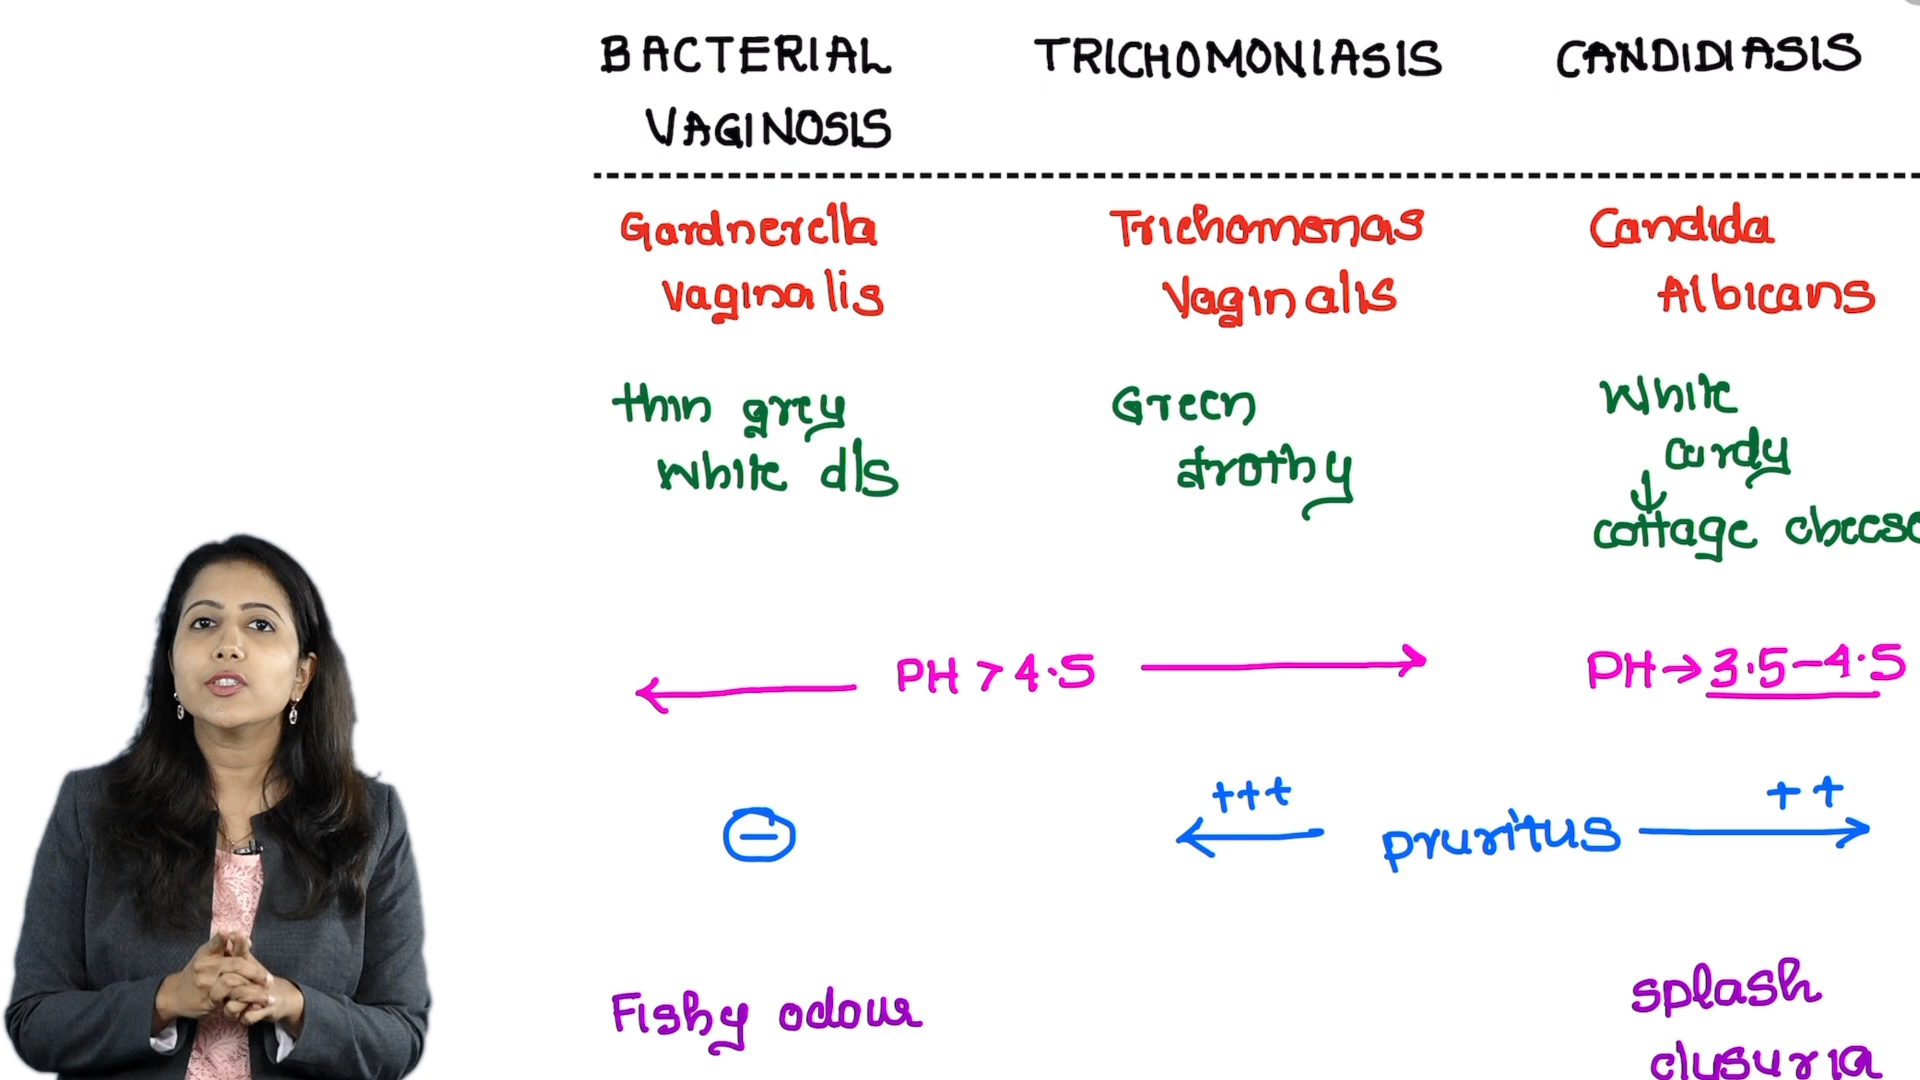 BACTERIAL TRICHOMONIASIS CANDIDIASIS
VAGINOSIS
Gardnerella Trichomonas Candida
Vaginalis Vaginalis Albicans
thin grey Green White
white d/s frothy curdy
↓
cottage cheese
← PH > 4.5 → PH → 3.5-4.5
+++ ++
⊖ ← pruritus →
Fishy odour splash
dysuria